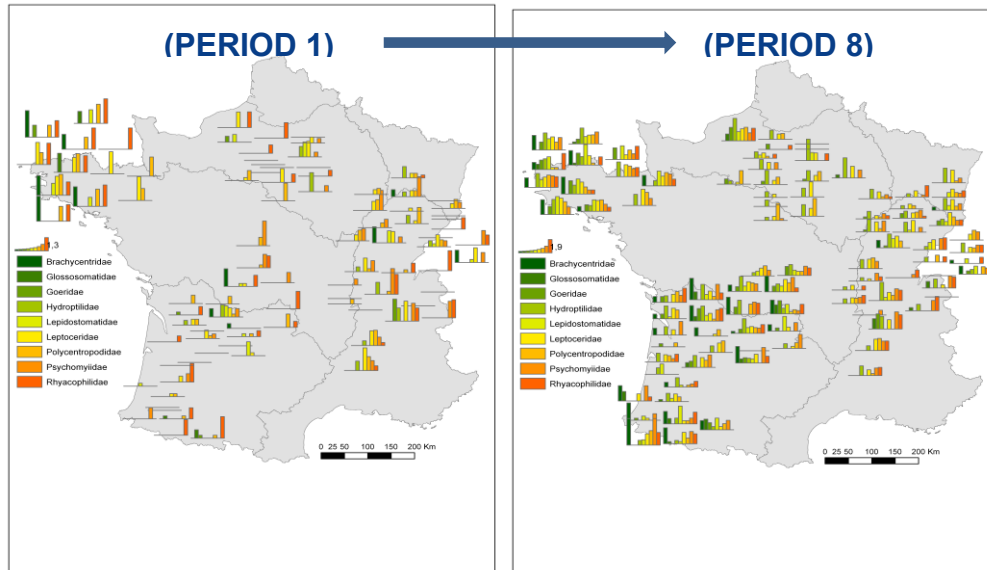 (PERIOD 1)
1,3
Brachycentridae
Glossosomatidae
Goeridae
Hydroptilidae
Lepidostomatidae
Leptoceridae
Polycentropodidae
Psychomyiidae
Rhyacophilidae
0 25 50 100 150 200 Km
(PERIOD 8)
1,9
Brachycentridae
Glossosomatidae
Goeridae
Hydroptilidae
Lepidostomatidae
Leptoceridae
Polycentropodidae
Psychomyiidae
Rhyacophilidae
0 25 50 100 150 200 Km